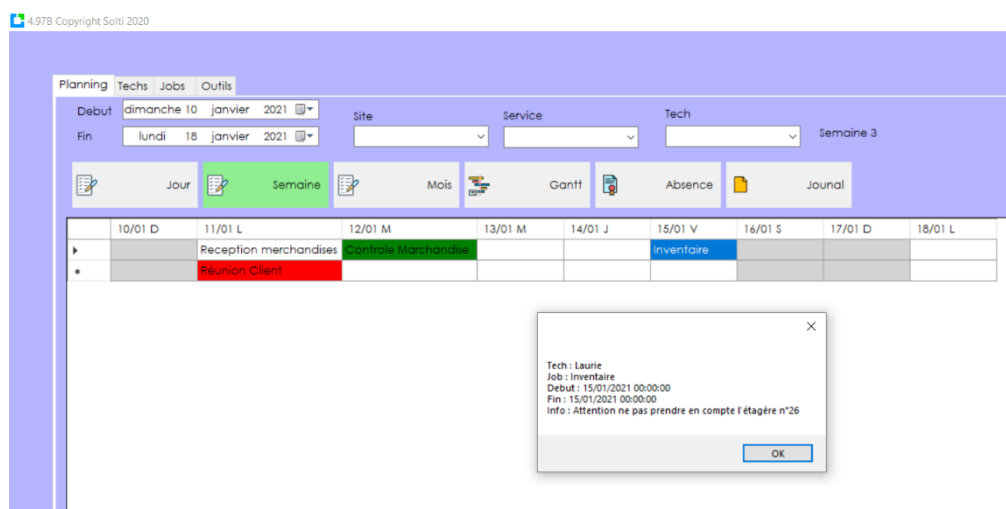 4.97B Copyright Solti 2020
Planning Techs Jobs Outils
Debut dimanche 10 janvier 2021 Site Service Tech
Fin lundi 18 janvier 2021 Semaine 3
Jour Semaine Mois Gantt Absence Jounal
10/01 D 11/01 L 12/01 M 13/01 M 14/01 J 15/01 V 16/01 S 17/01 D 18/01 L
Reception merchandises Controle Marchandise Inventaire
Réunion Client
Tech : Laurie
Job : Inventaire
Debut : 15/01/2021 00:00:00
Fin : 15/01/2021 00:00:00
Info : Attention ne pas prendre en compte l'étagère n°26
OK